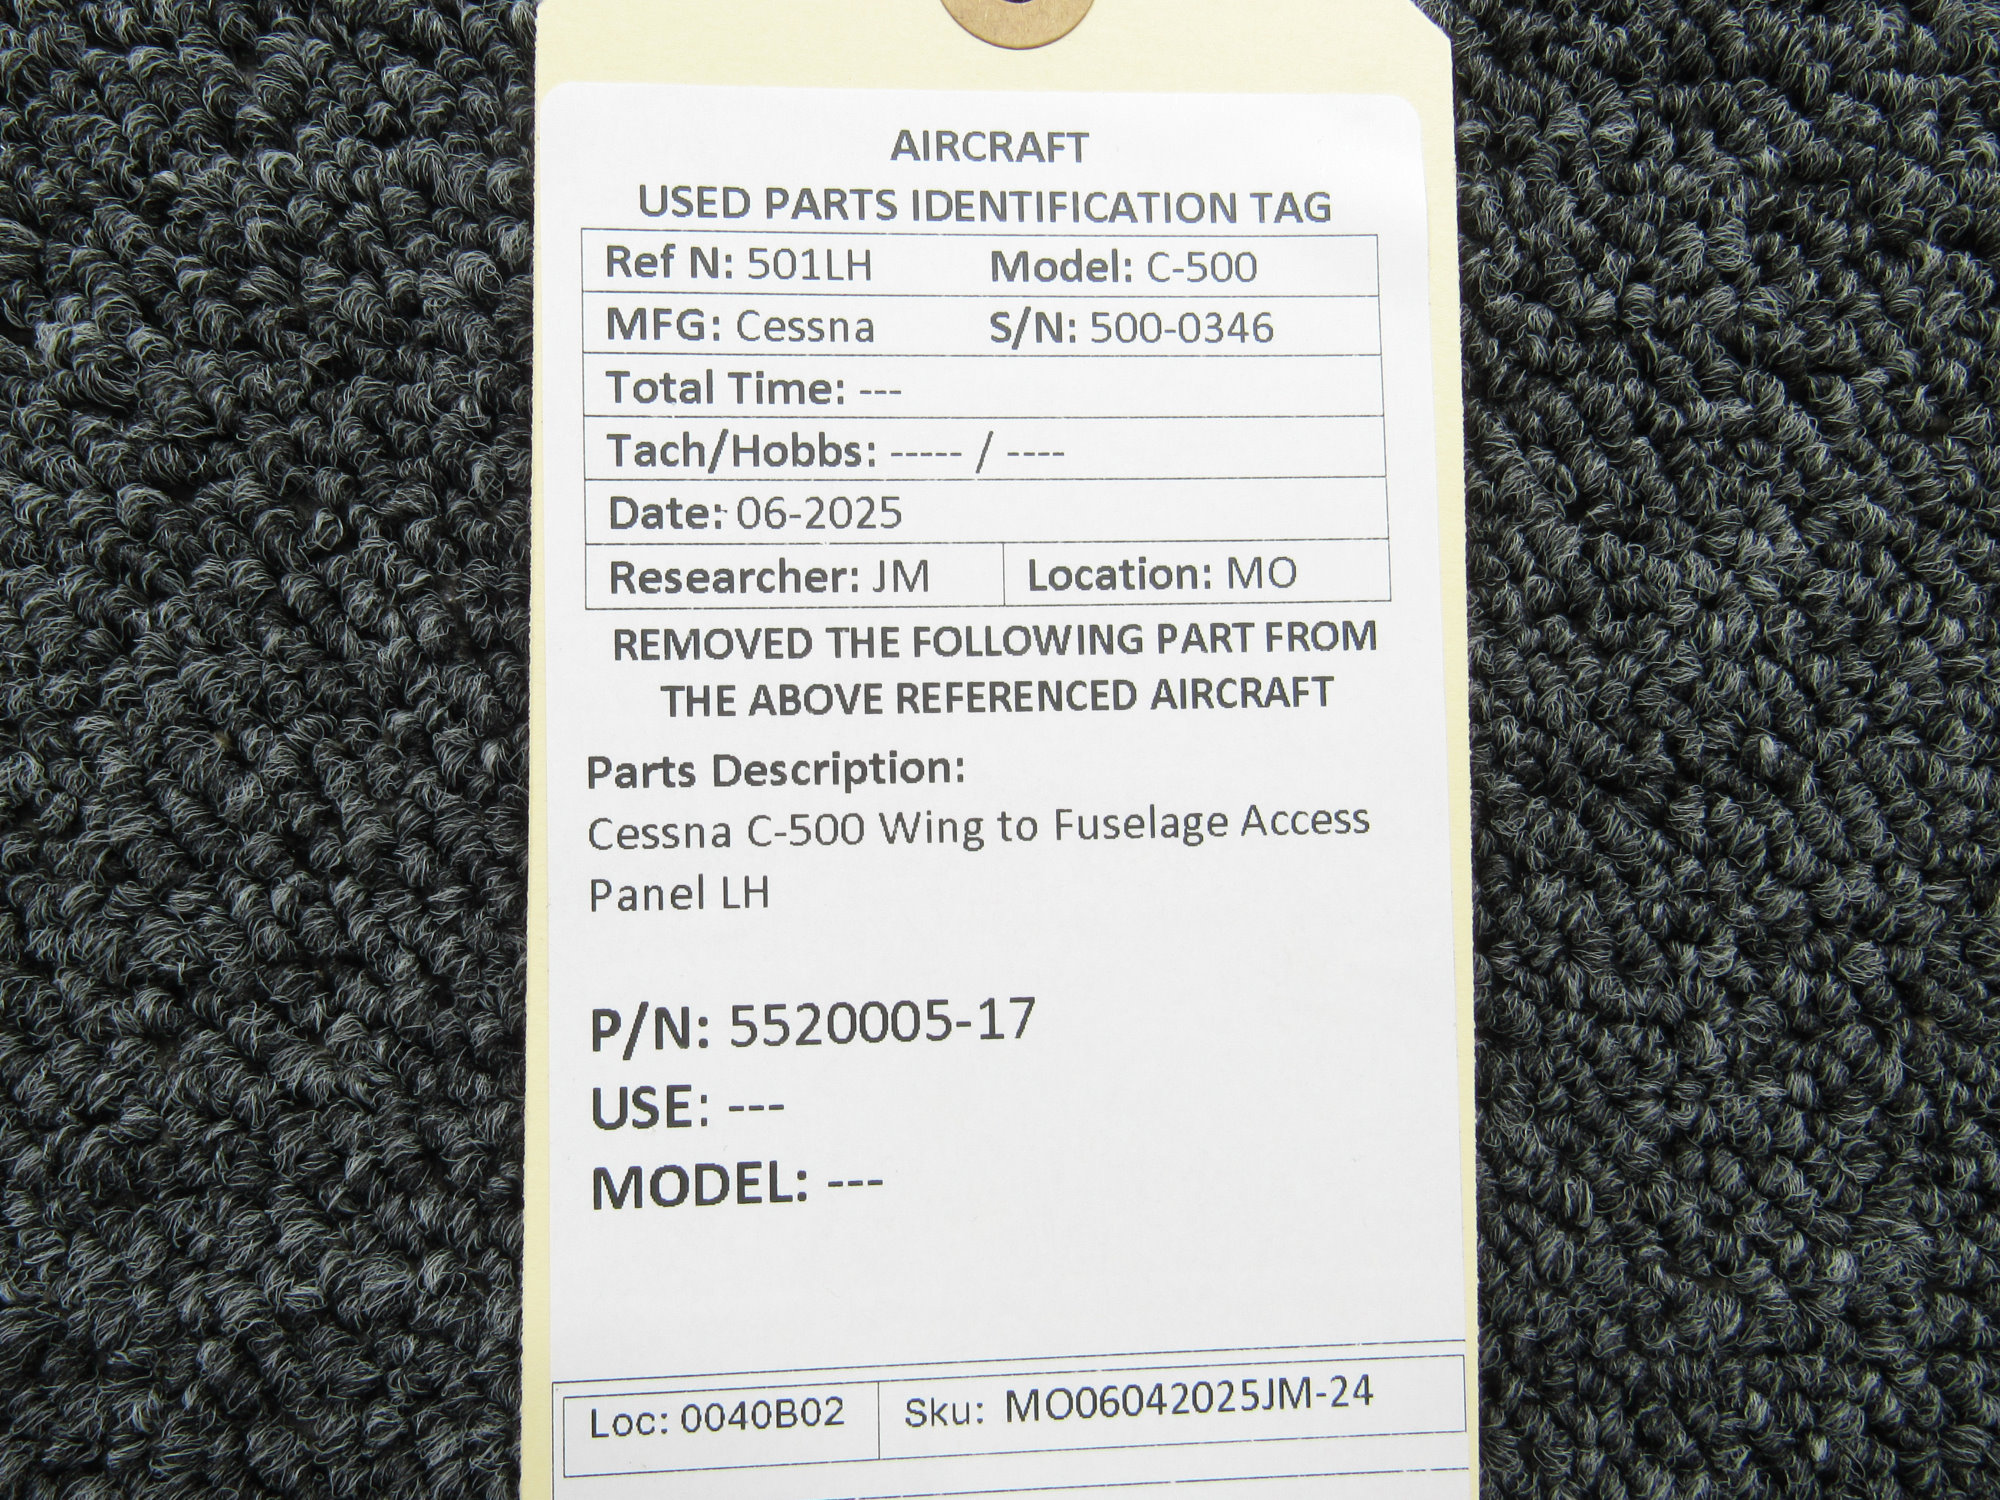 AIRCRAFT
USED PARTS IDENTIFICATION TAG
Ref N: 501LH Model: C-500
MFG: Cessna S/N: 500-0346
Total Time: ---
Tach/Hobbs: ----- / ----
Date: 06-2025
Researcher: JM Location: MO
REMOVED THE FOLLOWING PART FROM
THE ABOVE REFERENCED AIRCRAFT
Parts Description:
Cessna C-500 Wing to Fuselage Access
Panel LH
P/N: 5520005-17
USE: ---
MODEL: ---
Loc: 0040B02 Sku: MO06042025JM-24